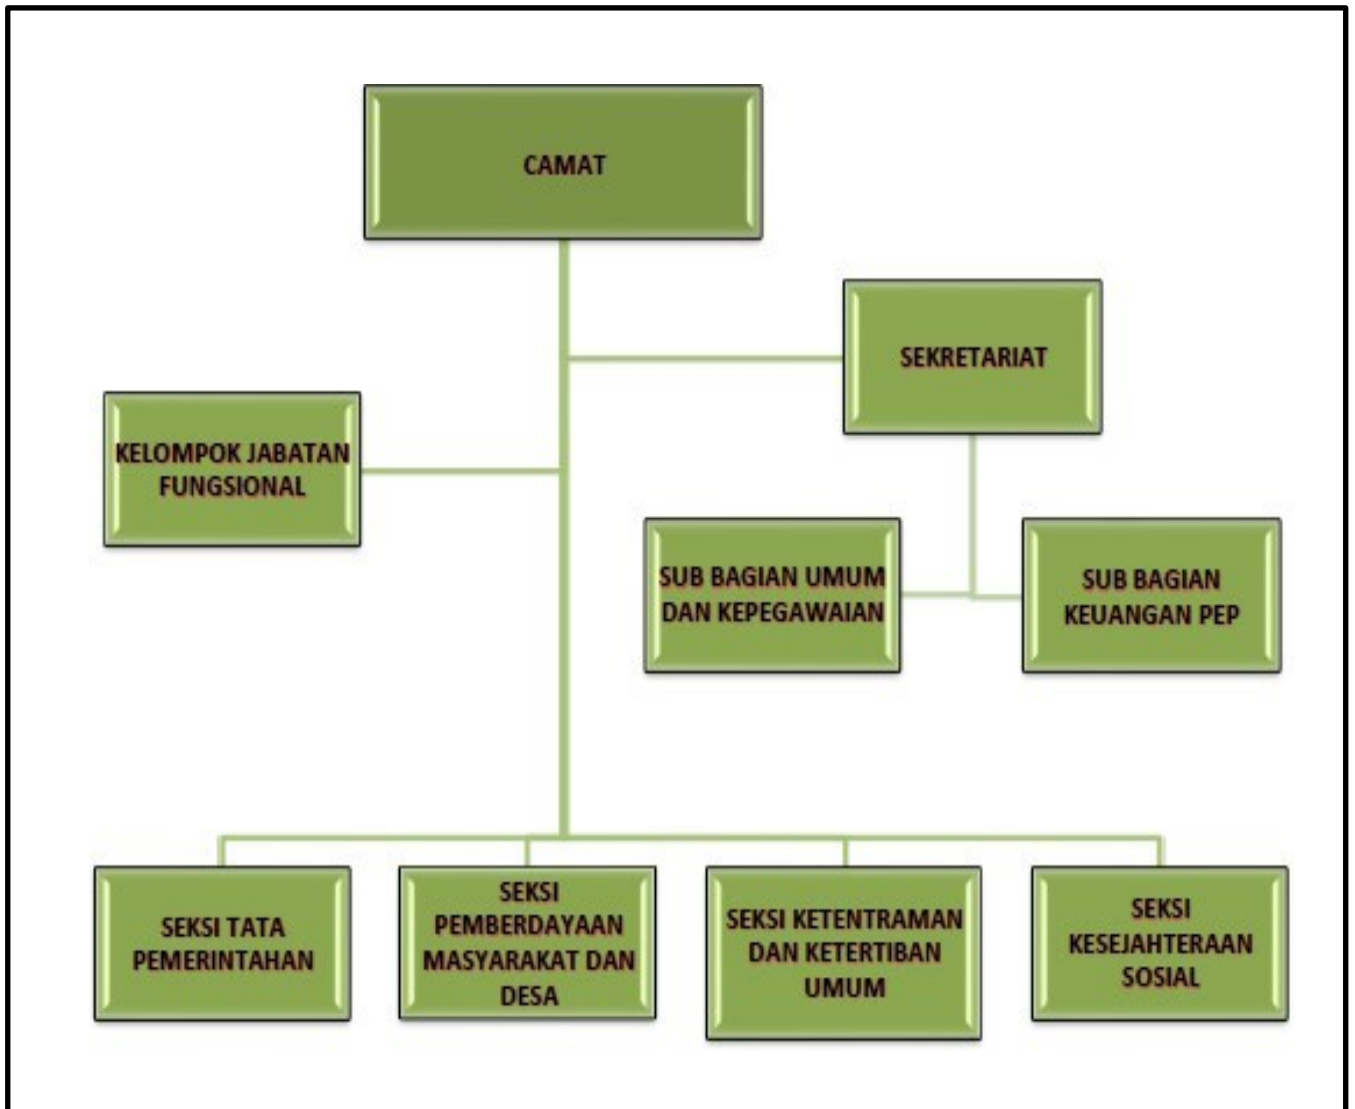 CAMAT
SEKRETARIAT
KELOMPOK JABATAN
FUNGSIONAL
SUB BAGIAN UMUM
DAN KEPEGAWAIAN
SUB BAGIAN
KEUANGAN PEP
SEKSI TATA
PEMERINTAHAN
SEKSI
PEMBERDAYAAN
MASYARAKAT DAN
DESA
SEKSI KETENTRAMAN
DAN KETERTIBAN
UMUM
SEKSI
KESEJAHTERAAN
SOSIAL